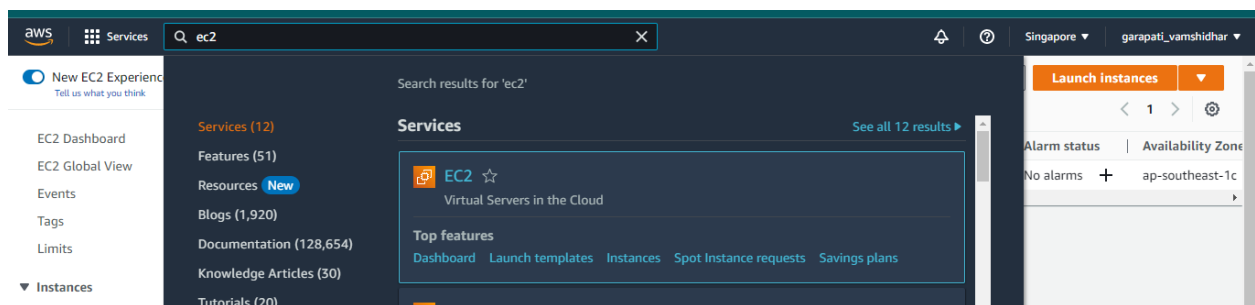 aws
Services
ec2
Singapore ▼
garapati_vamshidhar ▼
New EC2 Experienc
Tell us what you think
EC2 Dashboard
EC2 Global View
Events
Tags
Limits
▼ Instances
Search results for 'ec2'
Services (12)
Features (51)
Resources New
Blogs (1,920)
Documentation (128,654)
Knowledge Articles (30)
Tutorials (20)
Services
See all 12 results ▶
EC2
Virtual Servers in the Cloud
Top features
Dashboard Launch templates Instances Spot Instance requests Savings plans
Launch instances ▼
< 1 >
Alarm status | Availability Zone
No alarms + ap-southeast-1c